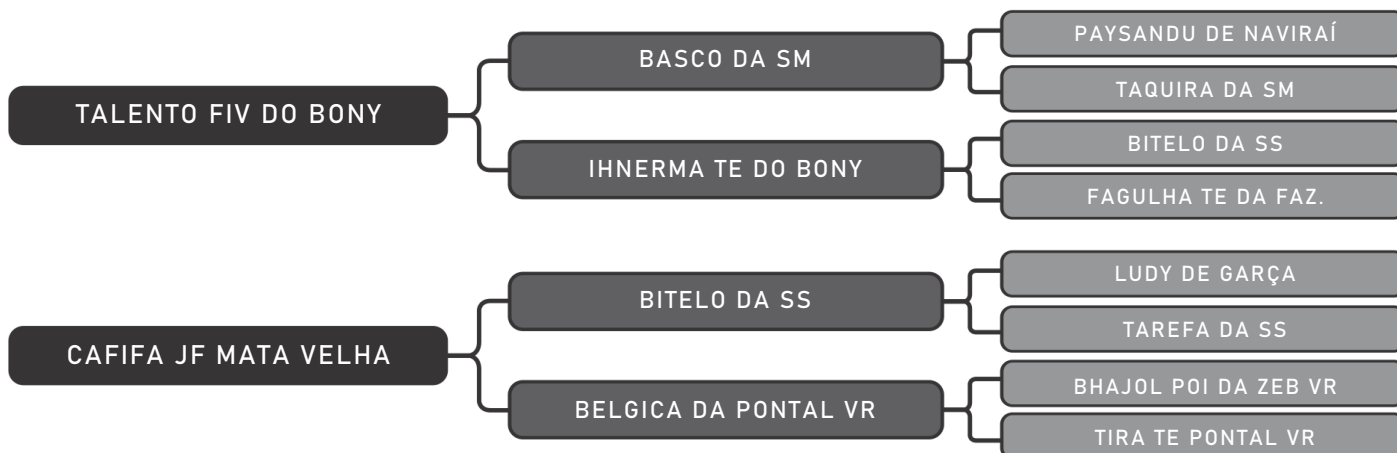 TALENTO FIV DO BONY
BASCO DA SM
PAYSANDU DE NAVIRAÍ
TAQUIRA DA SM
IHNERMA TE DO BONY
BITELO DA SS
FAGULHA TE DA FAZ.
CAFIFA JF MATA VELHA
BITELO DA SS
LUDY DE GARÇA
TAREFA DA SS
BELGICA DA PONTAL VR
BHAJOL POI DA ZEB VR
TIRA TE PONTAL VR